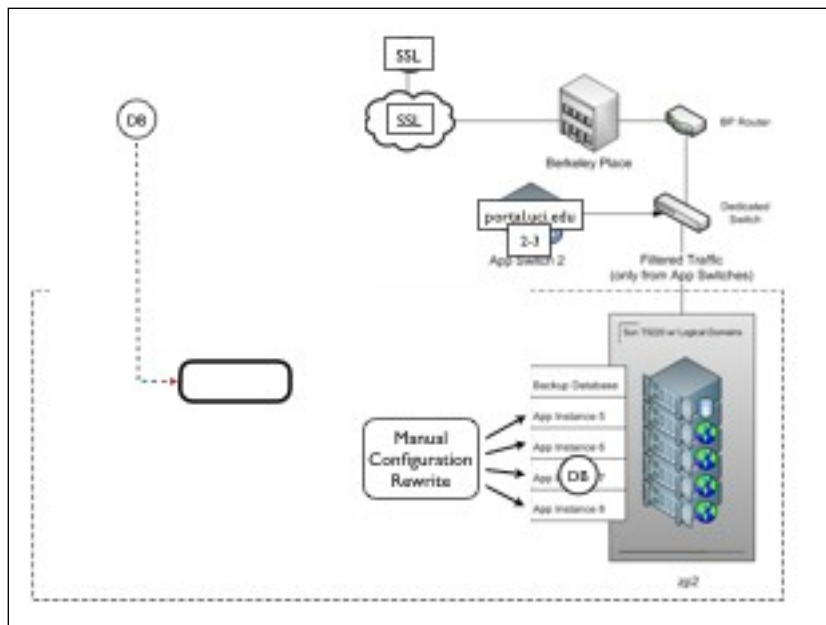 SSL
SSL
DB
BP Router
Berkeley Place
portal.uci.edu
Dedicated
Switch
2-3
App Switch 2
Filtered Traffic
(only from App Switches)
Sun T5220 w/ Logical Domains
Backup Database
App Instance 5
Manual
Configuration
Rewrite
App Instance 6
App 7
DB
App Instance 8
zp2